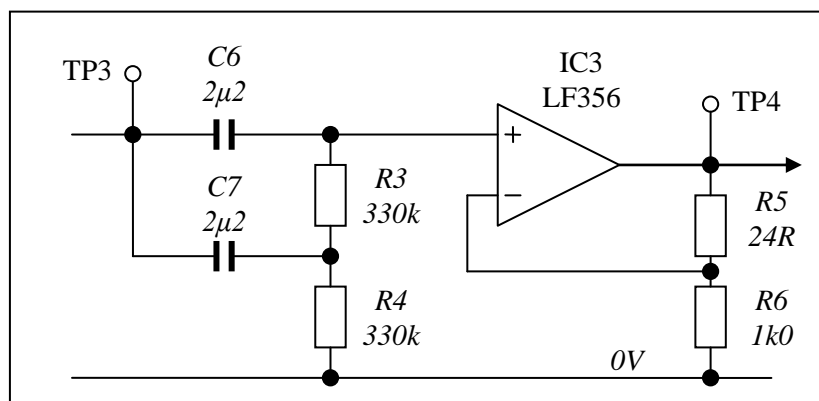 C6
2µ2
TP3
IC3
LF356
TP4
+
−
C7
2µ2
R3
330k
R5
24R
R4
330k
R6
1k0
0V